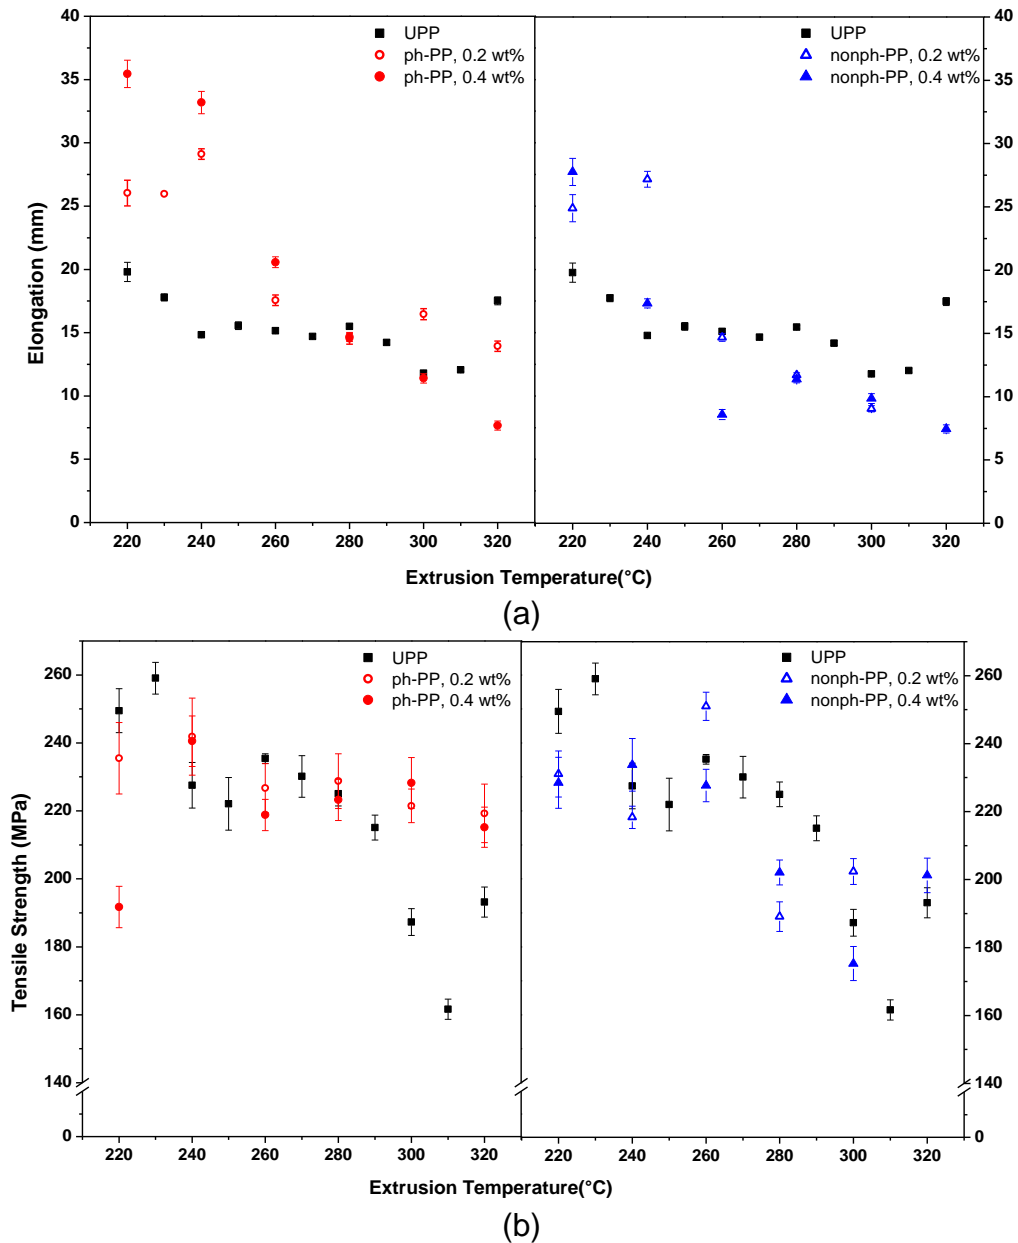 40
35
30
25
20
15
10
5
0
Elongation (mm)
UPP
ph-PP, 0.2 wt%
ph-PP, 0.4 wt%
220 240 260 280 300 320
UPP
nonph-PP, 0.2 wt%
nonph-PP, 0.4 wt%
40
35
30
25
20
15
10
5
0
220 240 260 280 300 320
Extrusion Temperature(°C)
(a)
260
240
220
200
180
160
140
0
Tensile Strength (MPa)
UPP
ph-PP, 0.2 wt%
ph-PP, 0.4 wt%
220 240 260 280 300 320
UPP
nonph-PP, 0.2 wt%
nonph-PP, 0.4 wt%
260
240
220
200
180
160
140
0
220 240 260 280 300 320
Extrusion Temperature(°C)
(b)